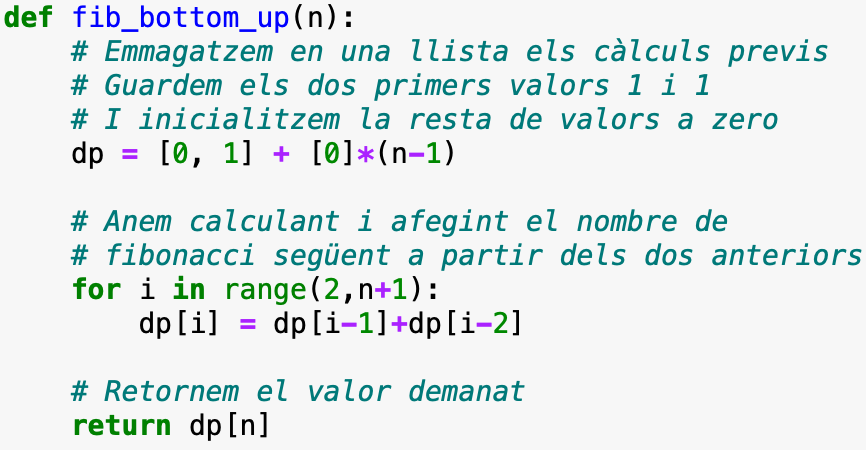 def fib_bottom_up(n):
    # Emmagatzem en una llista els càlculs previs
    # Guardem els dos primers valors 1 i 1
    # I inicialitzem la resta de valors a zero
    dp = [0, 1] + [0]*(n-1)
    # Anem calculant i afegint el nombre de
    # fibonacci següent a partir dels dos anteriors
    for i in range(2,n+1):
        dp[i] = dp[i-1]+dp[i-2]
    # Retornem el valor demanat
    return dp[n]